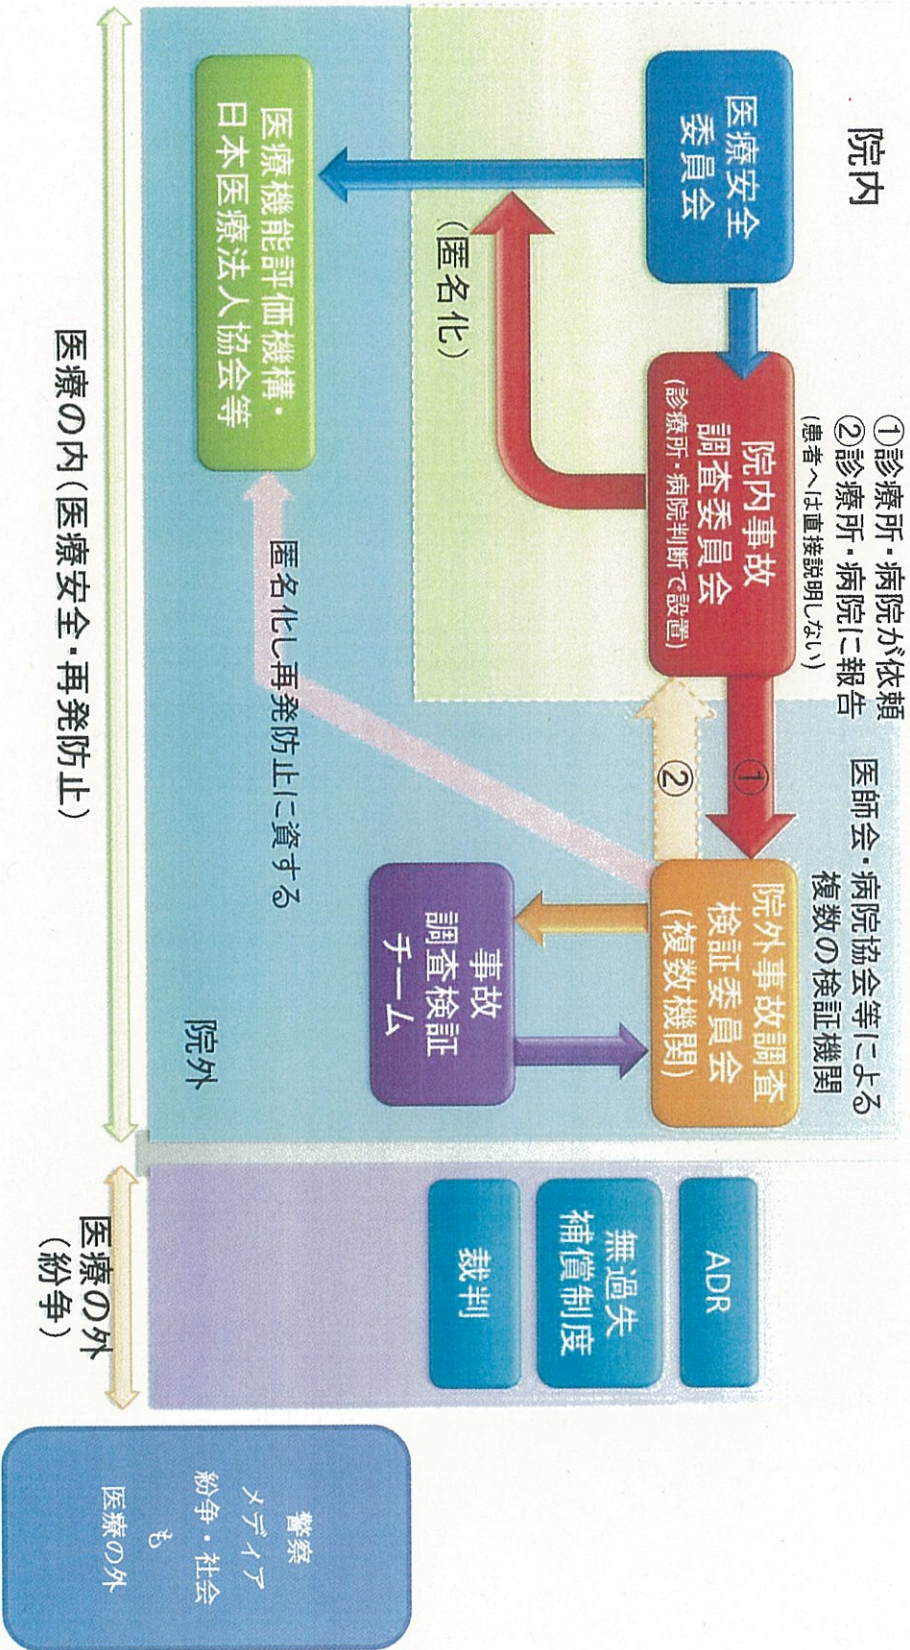 院内
①診療所・病院が依頼
②診療所・病院に報告
(患者へは直接説明しない)
医師会・病院協会等による
複数の検証機関
医療安全
委員会
院内事故
調査委員会
(診療所・病院判断で設置)
①
②
院外事故調査
検証委員会
(複数機関)
ADR
無過失
補償制度
裁判
(匿名化)
事故
調査検証
チーム
医療機能評価機構・
日本医療法人協会等
匿名化し再発防止に資する
院外
医療の内(医療安全・再発防止)
医療の外
(紛争)
警察
メディア
紛争・社会
も
医療の外